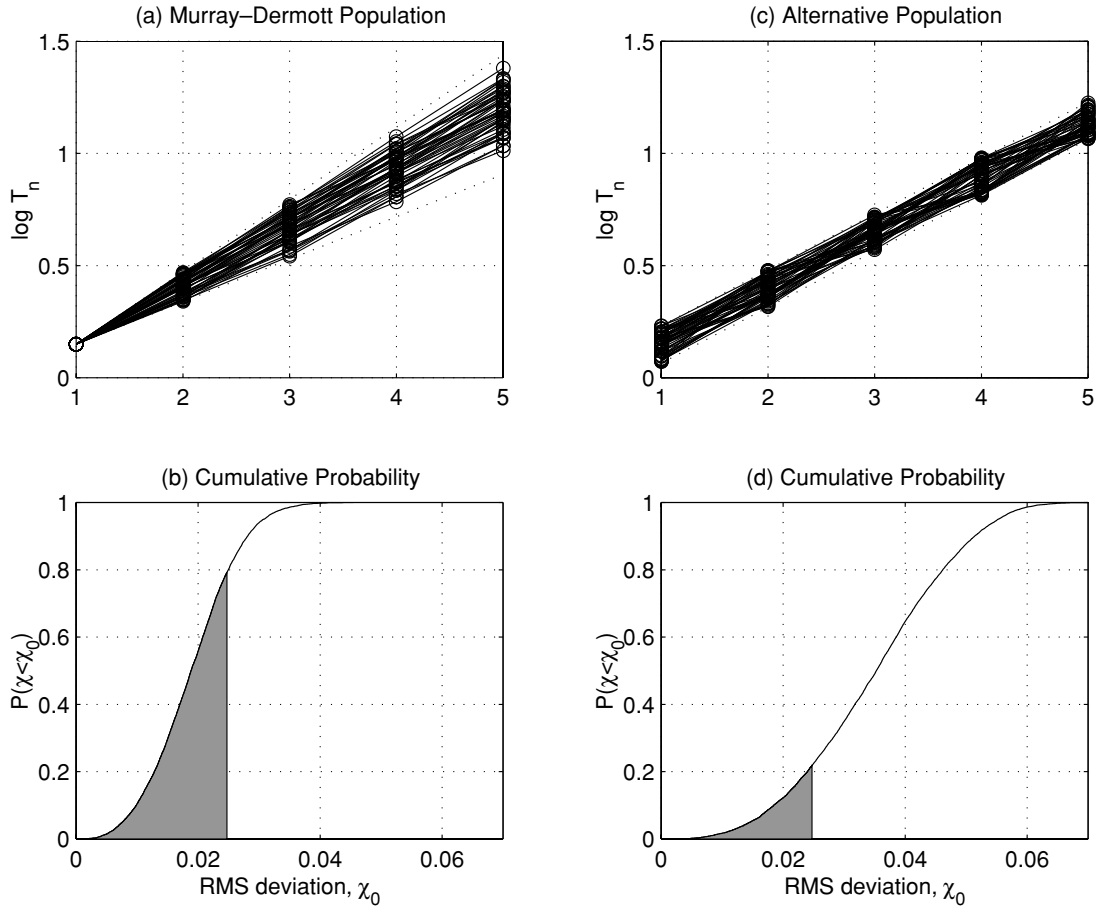 (a) Murray–Dermott Population
1.5
1
0.5
0
log T_n
1 2 3 4 5
(c) Alternative Population
1.5
1
0.5
0
log T_n
1 2 3 4 5
(b) Cumulative Probability
1
0.8
0.6
0.4
0.2
0
P(χ<χ_0)
0 0.02 0.04 0.06
RMS deviation, χ_0
(d) Cumulative Probability
1
0.8
0.6
0.4
0.2
0
P(χ<χ_0)
0 0.02 0.04 0.06
RMS deviation, χ_0